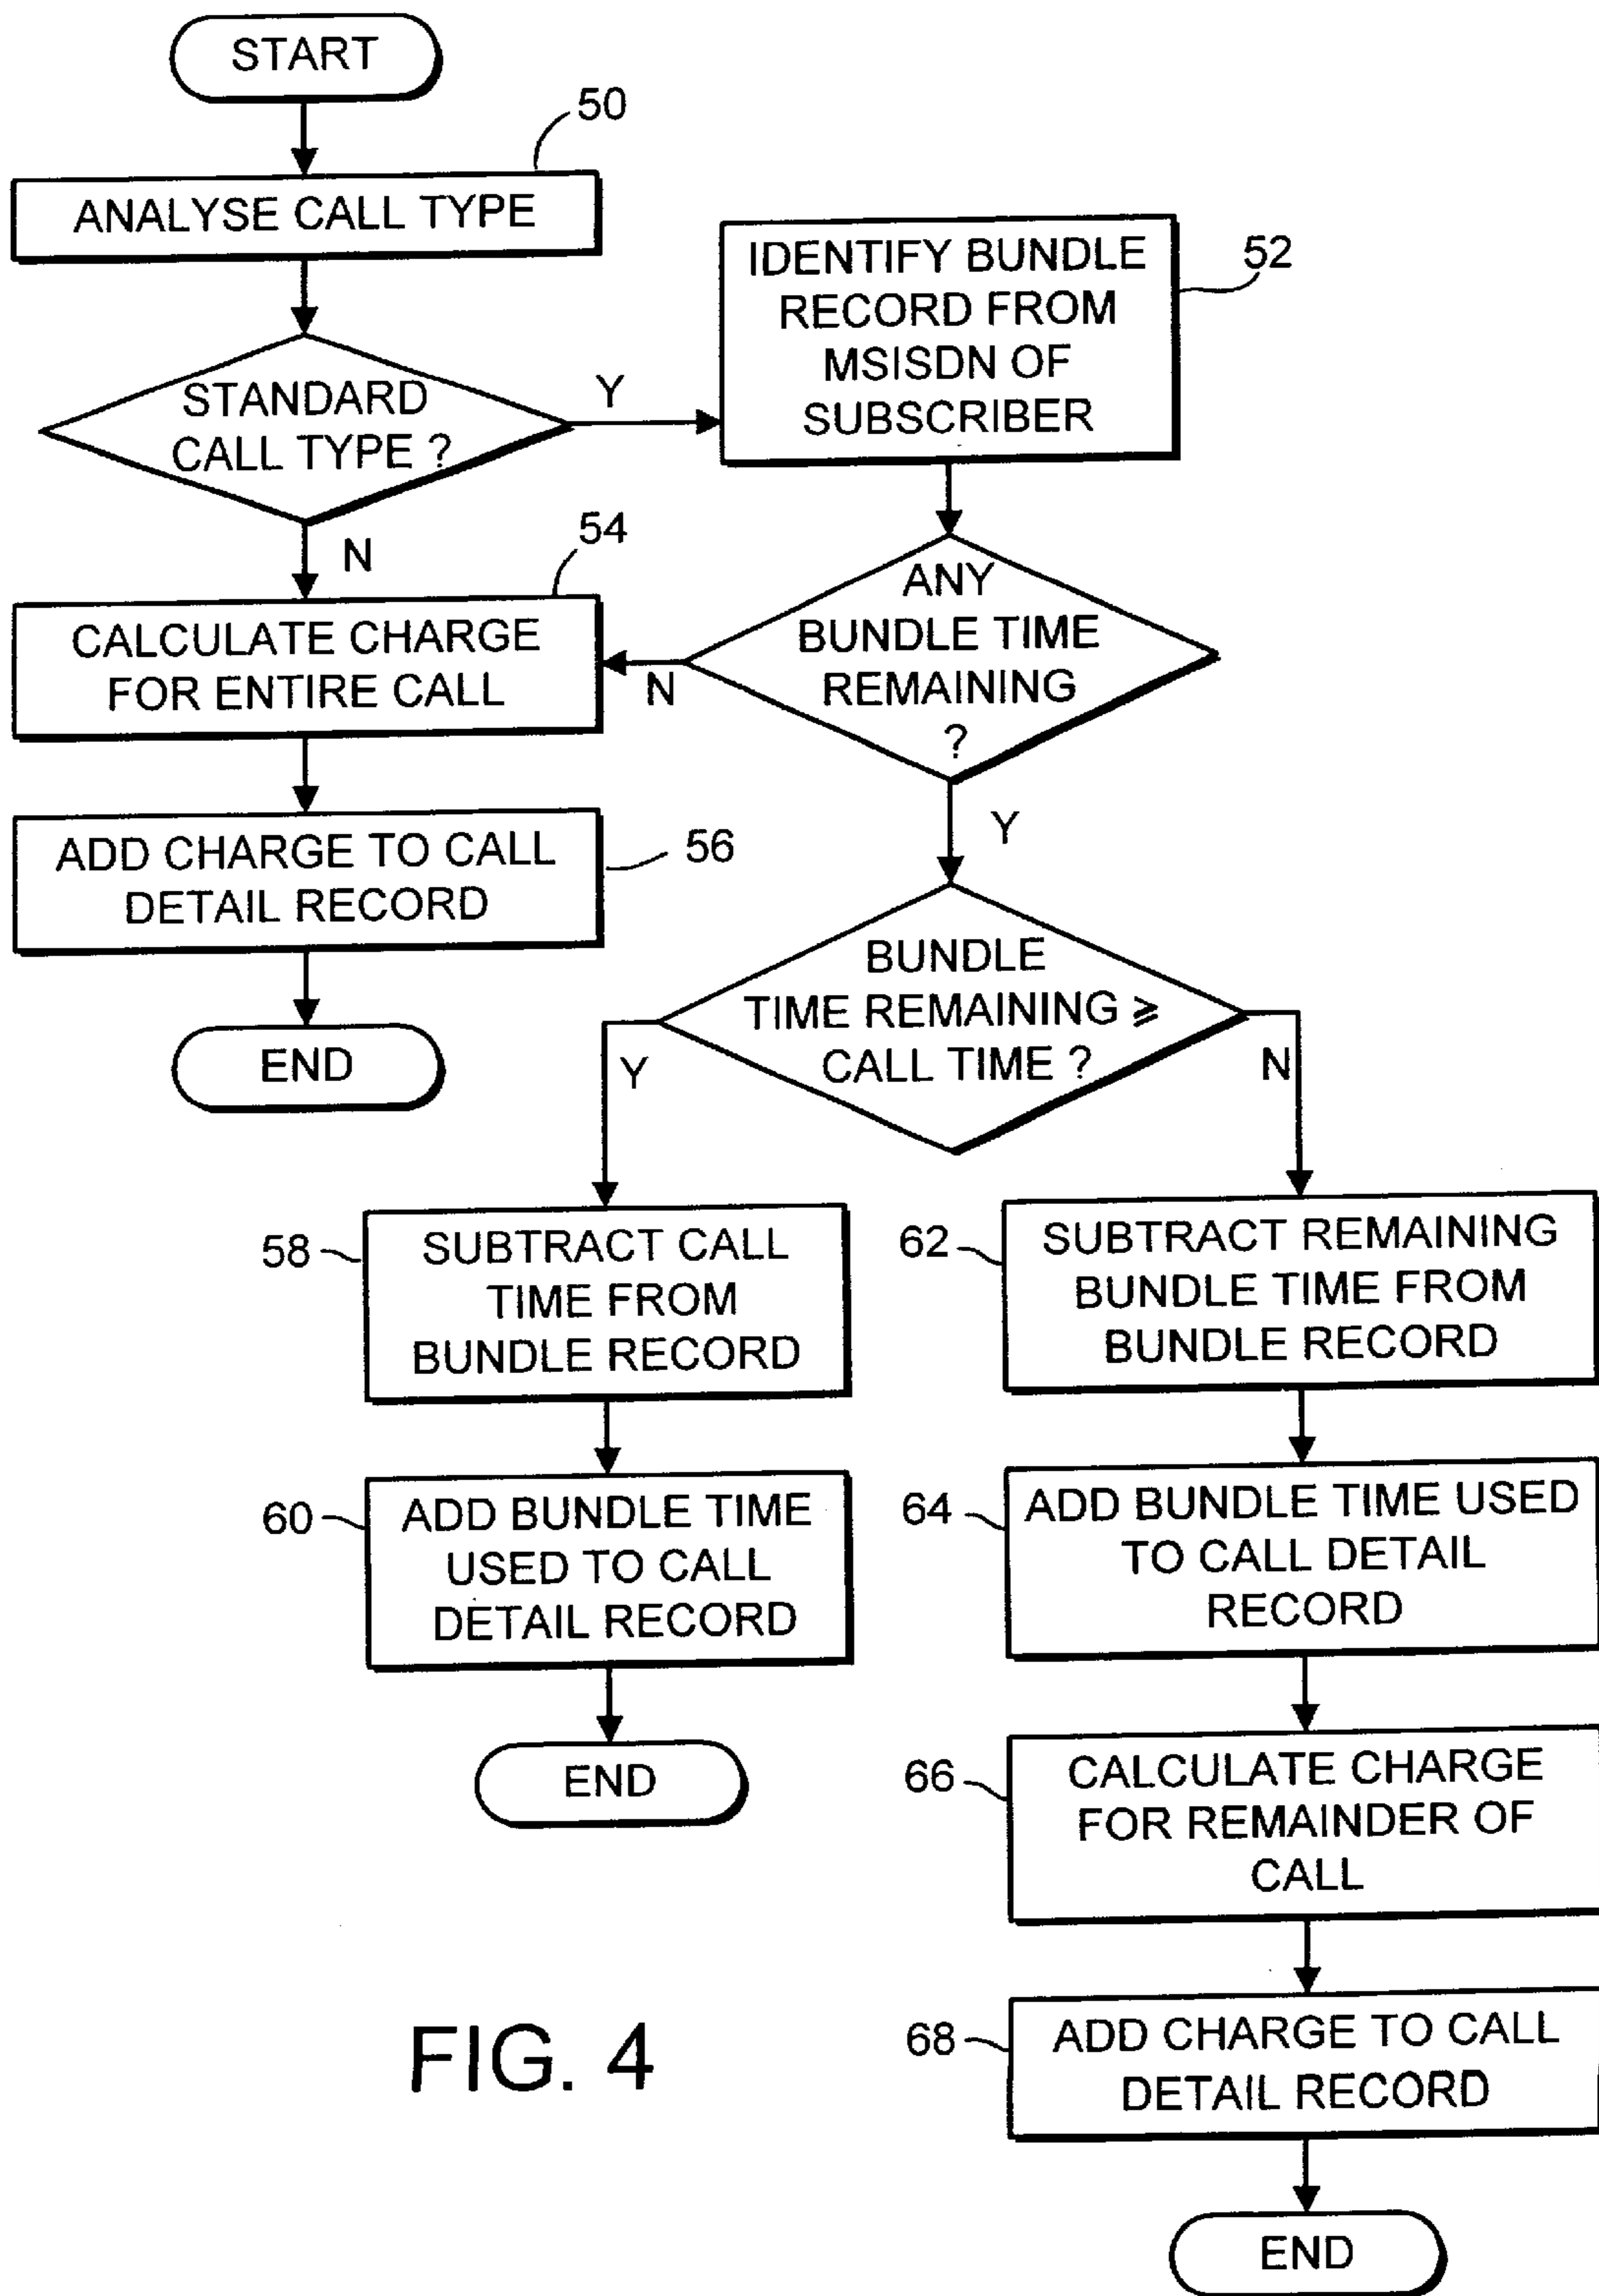 START
50
ANALYSE CALL TYPE
STANDARD
CALL TYPE ?
Y
IDENTIFY BUNDLE
RECORD FROM
MSISDN OF
SUBSCRIBER
52
N
54
CALCULATE CHARGE
FOR ENTIRE CALL
ANY
BUNDLE TIME
REMAINING
?
N
Y
ADD CHARGE TO CALL
DETAIL RECORD
56
END
BUNDLE
TIME REMAINING ⩾
CALL TIME ?
Y
N
58
SUBTRACT CALL
TIME FROM
BUNDLE RECORD
62
SUBTRACT REMAINING
BUNDLE TIME FROM
BUNDLE RECORD
60
ADD BUNDLE TIME
USED TO CALL
DETAIL RECORD
64
ADD BUNDLE TIME USED
TO CALL DETAIL
RECORD
END
66
CALCULATE CHARGE
FOR REMAINDER OF
CALL
68
ADD CHARGE TO CALL
DETAIL RECORD
END
FIG. 4